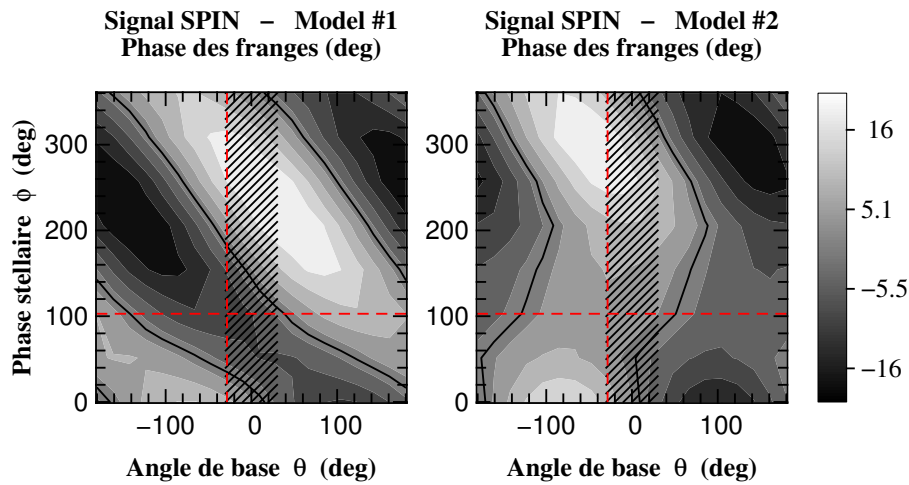 Signal SPIN – Model #1
Phase des franges (deg)
Signal SPIN – Model #2
Phase des franges (deg)
Phase stellaire ϕ (deg)
300
200
100
0
−100 0 100
Angle de base θ (deg)
300
200
100
0
−100 0 100
Angle de base θ (deg)
16
5.1
−5.5
−16